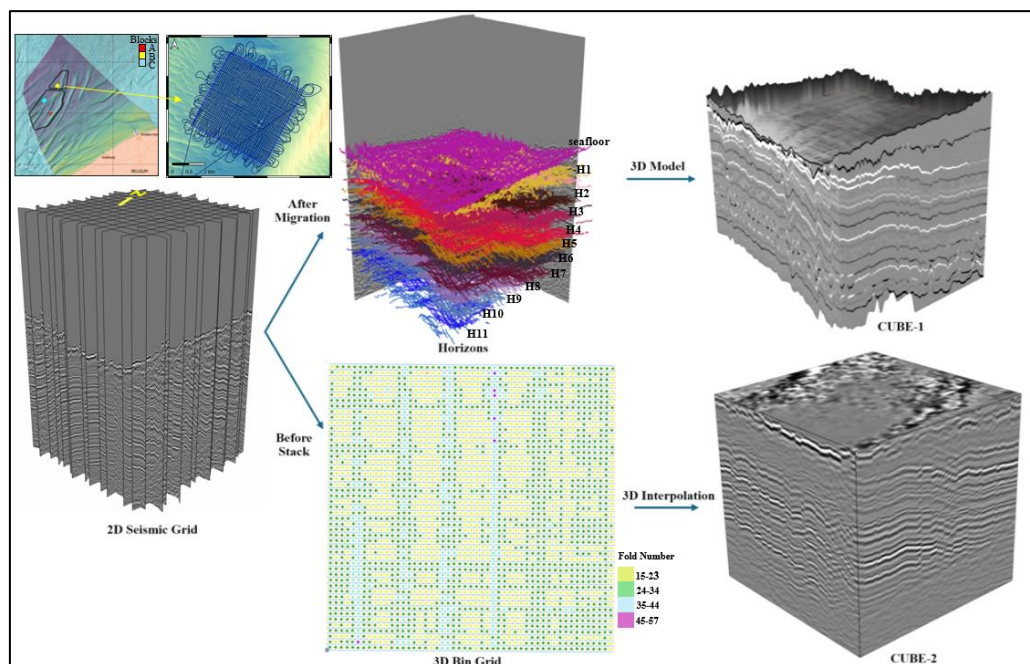 Blocks
A
B
C
seafloor
H1
H2
H3
H4
H5
H6
H7
H8
H9
H10
H11
Horizons
After
Migration
3D Model
CUBE-1
2D Seismic Grid
Before
Stack
3D Interpolation
Fold Number
15-23
24-34
35-44
45-57
3D Bin Grid
CUBE-2